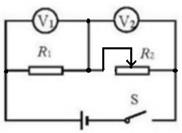 V₁ V₂
R₁ R₂
S